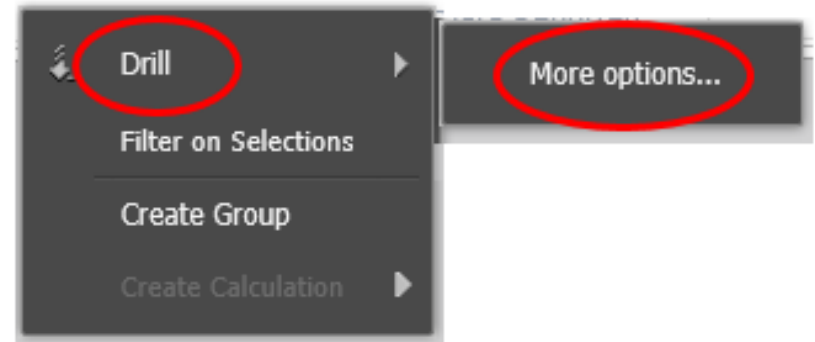 Drill
More options...
Filter on Selections
Create Group
Create Calculation